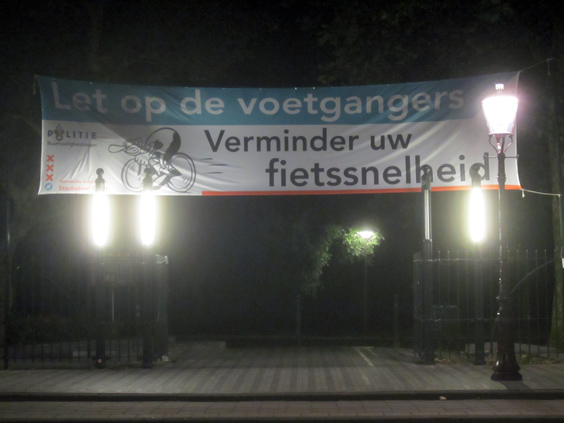 Let op de voetgangers
POLITIE
Verminder uw
fietssnelheid